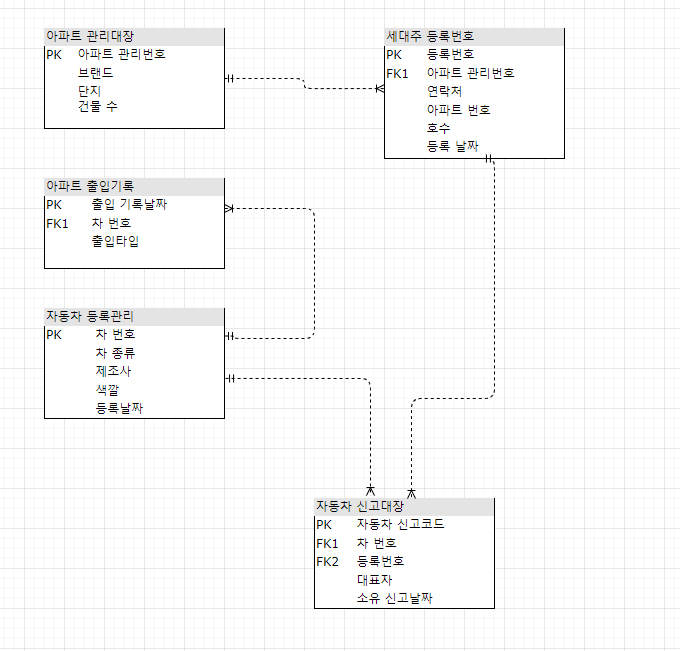 아파트 관리대장
PK 아파트 관리번호
브랜드
단지
건물 수
세대주 등록번호
PK 등록번호
FK1 아파트 관리번호
연락처
아파트 번호
호수
등록 날짜
아파트 출입기록
PK 출입 기록날짜
FK1 차 번호
출입타입
자동차 등록관리
PK 차 번호
차 종류
제조사
색깔
등록날짜
자동차 신고대장
PK 자동차 신고코드
FK1 차 번호
FK2 등록번호
대표자
소유 신고날짜